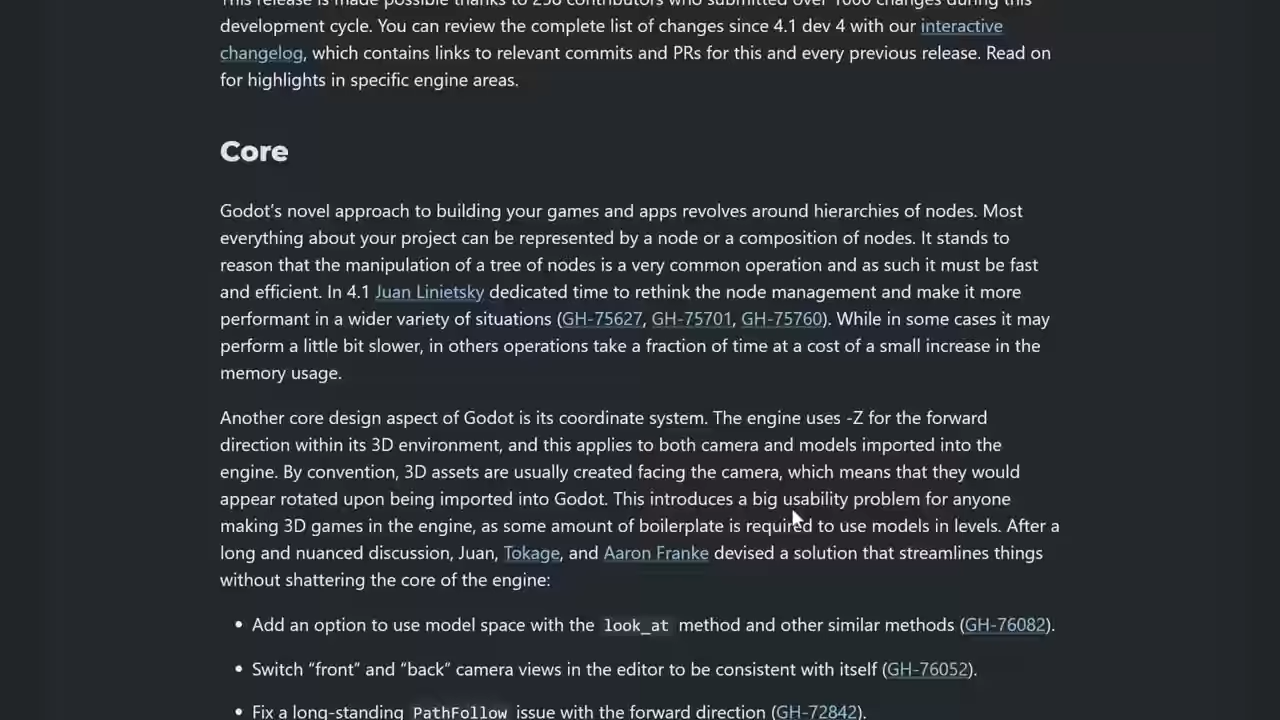 This release is made possible thanks to 258 contributors who submitted over 1000 changes during this
development cycle. You can review the complete list of changes since 4.1 dev 4 with our interactive
changelog, which contains links to relevant commits and PRs for this and every previous release. Read on
for highlights in specific engine areas.
Core
Godot’s novel approach to building your games and apps revolves around hierarchies of nodes. Most
everything about your project can be represented by a node or a composition of nodes. It stands to
reason that the manipulation of a tree of nodes is a very common operation and as such it must be fast
and efficient. In 4.1 Juan Linietsky dedicated time to rethink the node management and make it more
performant in a wider variety of situations (GH-75627, GH-75701, GH-75760). While in some cases it may
perform a little bit slower, in others operations take a fraction of time at a cost of a small increase in the
memory usage.
Another core design aspect of Godot is its coordinate system. The engine uses -Z for the forward
direction within its 3D environment, and this applies to both camera and models imported into the
engine. By convention, 3D assets are usually created facing the camera, which means that they would
appear rotated upon being imported into Godot. This introduces a big usability problem for anyone
making 3D games in the engine, as some amount of boilerplate is required to use models in levels. After a
long and nuanced discussion, Juan, Tokage, and Aaron Franke devised a solution that streamlines things
without shattering the core of the engine:
• Add an option to use model space with the look_at method and other similar methods (GH-76082).
• Switch “front” and “back” camera views in the editor to be consistent with itself (GH-76052).
• Fix a long-standing PathFollow issue with the forward direction (GH-72842).